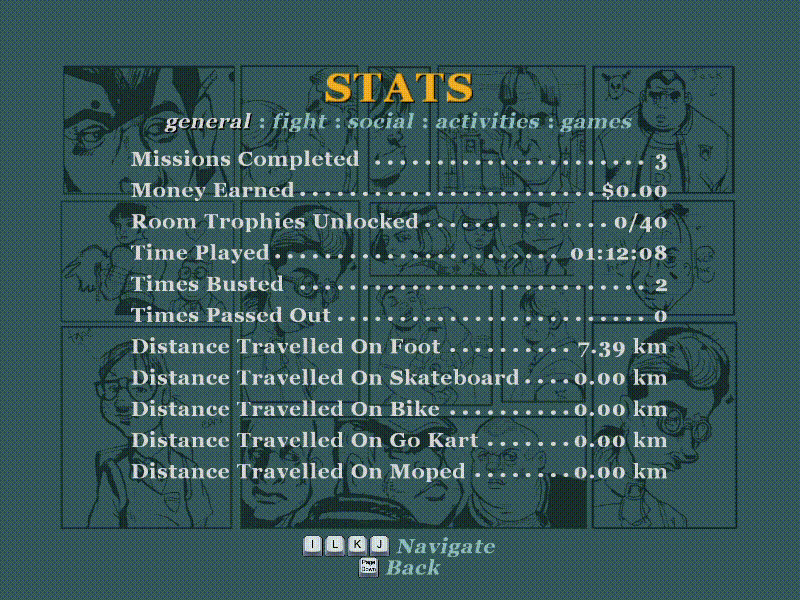 STATS
general : fight : social : activities : games
Missions Completed ...................... 3
Money Earned........................ $0.00
Room Trophies Unlocked............... 0/40
Time Played....................... 01:12:08
Times Busted ............................ 2
Times Passed Out........................ 0
Distance Travelled On Foot .......... 7.39 km
Distance Travelled On Skateboard....0.00 km
Distance Travelled On Bike ..........0.00 km
Distance Travelled On Go Kart .......0.00 km
Distance Travelled On Moped ........0.00 km
I L K J Navigate
Page Down Back